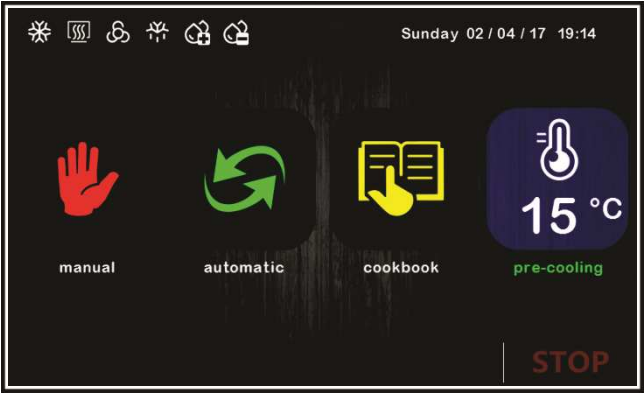 Sunday 02 / 04 / 17 19:14
15 °C
manual automatic cookbook pre-cooling
STOP